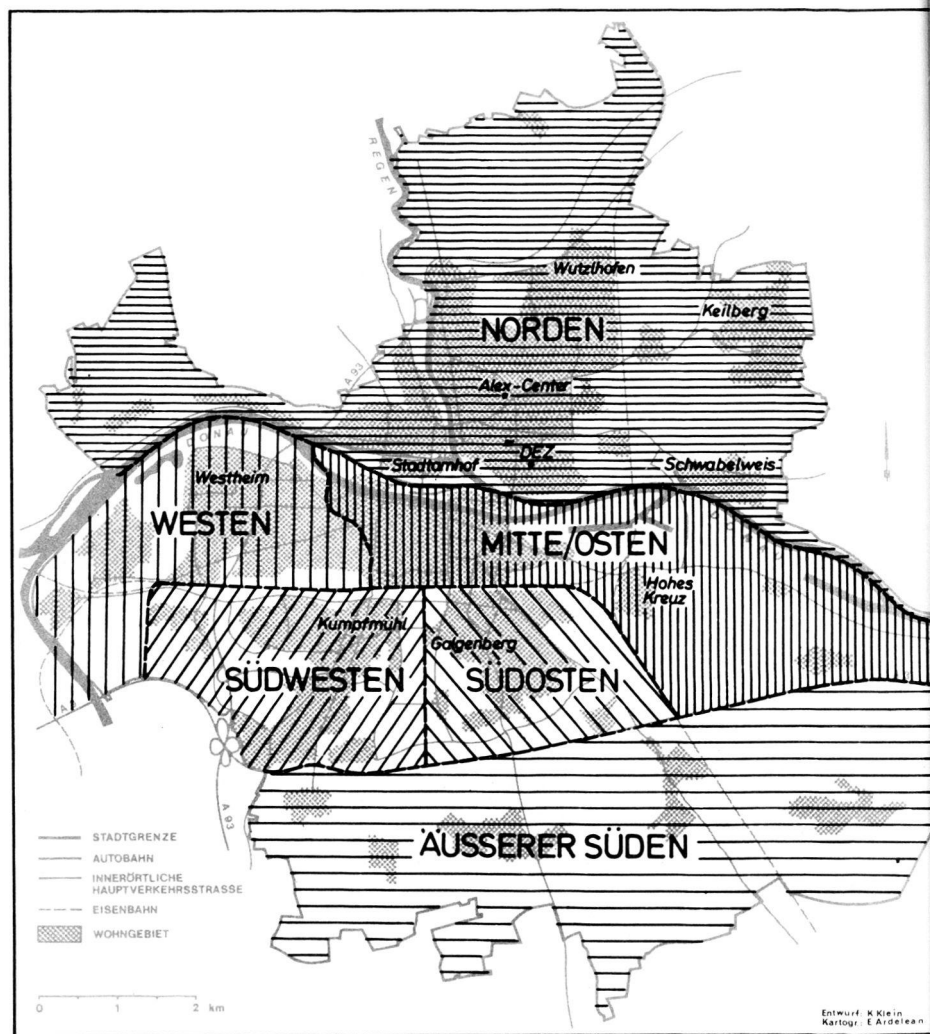 REGEN
Wutzlhofen
Keilberg
NORDEN
A 93
Alex-Center
DONAU
DEZ
Stadtamhof
Schwabelweis
Westheim
WESTEN
MITTE/OSTEN
Hohes
Kreuz
Kumpfmühl
Galgenberg
SÜDWESTEN
SÜDOSTEN
A 93
ÄUSSERER SÜDEN
STADTGRENZE
AUTOBAHN
INNERÖRTLICHE
HAUPTVERKEHRSSTRASSE
EISENBAHN
WOHNGEBIET
0 1 2 km
Entwurf: K Klein
Kartogr.: E Ardelean